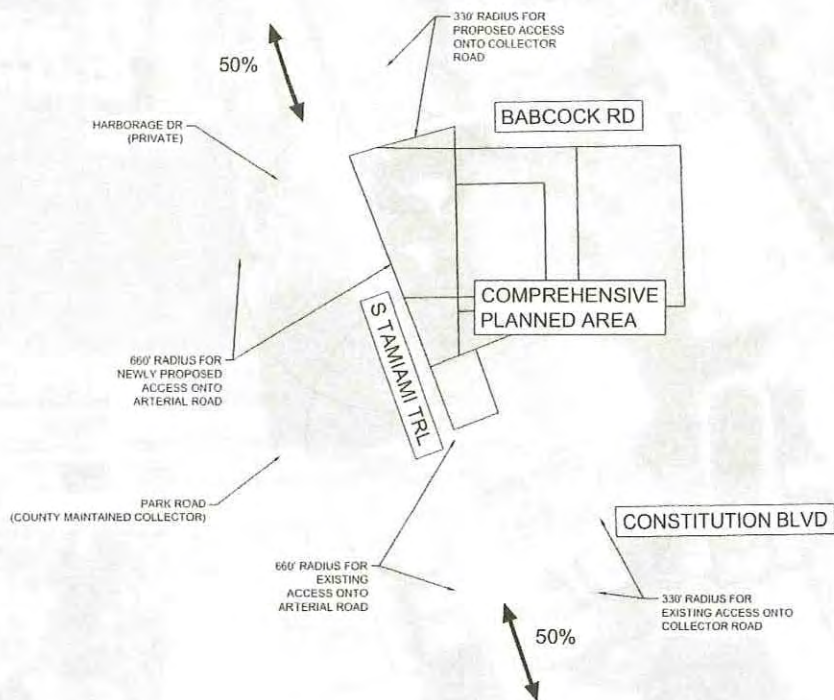 330' RADIUS FOR
PROPOSED ACCESS
ONTO COLLECTOR
ROAD
50%
BABCOCK RD
HARBORAGE DR
(PRIVATE)
COMPREHENSIVE
PLANNED AREA
S TAMIAMI TRL
660' RADIUS FOR
NEWLY PROPOSED
ACCESS ONTO
ARTERIAL ROAD
PARK ROAD
(COUNTY MAINTAINED COLLECTOR)
CONSTITUTION BLVD
660' RADIUS FOR
EXISTING
ACCESS ONTO
ARTERIAL ROAD
330' RADIUS FOR
EXISTING ACCESS ONTO
COLLECTOR ROAD
50%